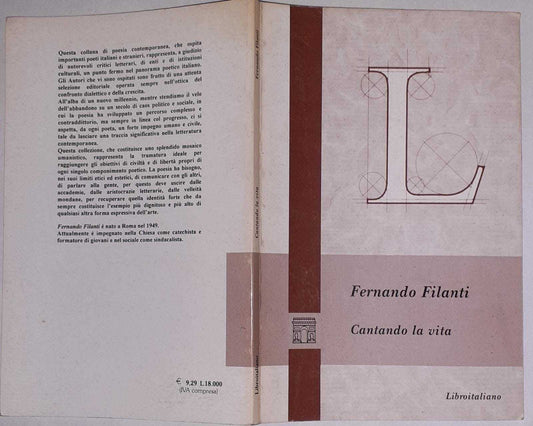 Questa collana di poesia contemporanea, che ospita
importanti poeti italiani e stranieri, rappresenta, a giudizio
di autorevoli critici letterari, di enti e di istituzioni
culturali, un punto fermo nel panorama poetico italiano.
Gli Autori che vi sono ospitati sono frutto di una attenta
selezione editoriale operata sempre nell'ottica del
confronto dialettico e della crescita.
All'alba di un nuovo millennio, mentre stendiamo il velo
dell'abbandono su un secolo di caos politico e sociale, in
cui la poesia ha sviluppato un percorso complesso e
contraddittorio, ma sempre in linea col progresso, ci si
aspetta, da ogni poeta, un forte impegno umano e civile,
tale da lasciare una traccia significativa nella letteratura
contemporanea.
Questa collezione, che costituisce uno splendido mosaico
umanistico, rappresenta la tramatura ideale per
raggiungere gli obiettivi di civiltà e di libertà propri di
ogni singolo componimento poetico. La poesia ha bisogno,
nei suoi limiti etici ed estetici, di comunicare con gli altri,
di parlare alla gente, per questo deve uscire dalle
accademie, dalle aristocrazie letterarie, dalle velleità
mondane, per recuperare quella identità forte che da
sempre costituisce l'esempio più dignitoso e più alto di
qualsiasi altra forma espressiva dell'arte.
Fernando Filanti è nato a Roma nel 1949.
Attualmente è impegnato nella Chiesa come catechista e
formatore di giovani e nel sociale come sindacalista.
€ 9,29 L.18.000
(IVA compresa)
Fernando Filanti
Cantando la vita
Libroitaliano
L
Fernando Filanti
Cantando la vita
Libroitaliano